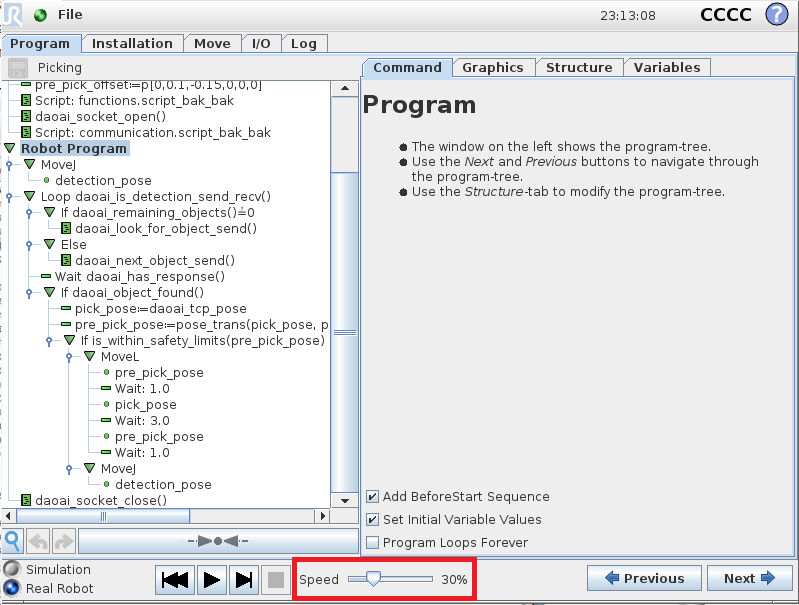 File
23:13:08
CCCC
?
Program
Installation
Move
I/O
Log
Picking
pre_pick_offset:=p[0,0.1,-0.15,0,0,0]
Script: functions.script_bak_bak
daoai_socket_open()
Script: communication.script_bak_bak
Robot Program
MoveJ
detection_pose
Loop daoai_is_detection_send_recv()
If daoai_remaining_objects()≟0
daoai_look_for_object_send()
Else
daoai_next_object_send()
Wait daoai_has_response()
If daoai_object_found()
pick_pose:=daoai_tcp_pose
pre_pick_pose:=pose_trans(pick_pose, p
If is_within_safety_limits(pre_pick_pose)
MoveL
pre_pick_pose
Wait: 1.0
pick_pose
Wait: 3.0
pre_pick_pose
Wait: 1.0
MoveJ
detection_pose
daoai_socket_close()
Command
Graphics
Structure
Variables
Program
The window on the left shows the program-tree.
Use the Next and Previous buttons to navigate through
the program-tree.
Use the Structure-tab to modify the program-tree.
Add BeforeStart Sequence
Set Initial Variable Values
Program Loops Forever
Simulation
Real Robot
Speed 30%
Previous
Next